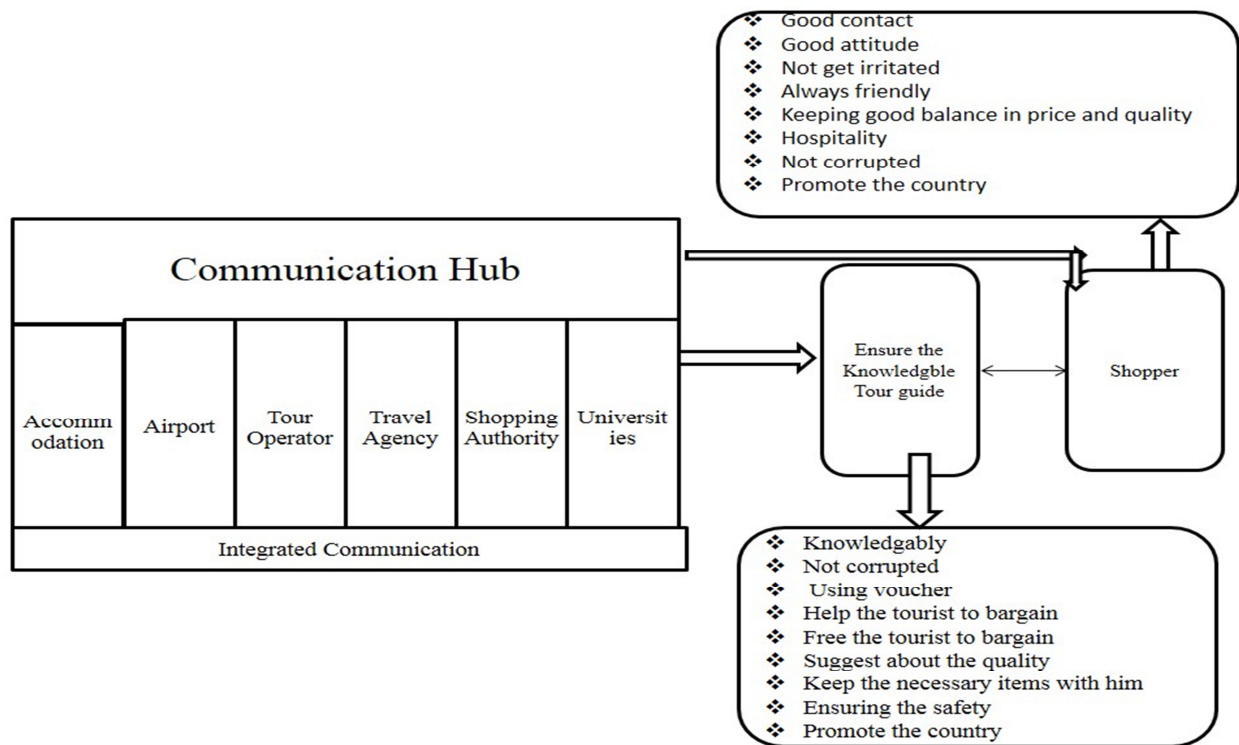 Good contact
Good attitude
Not get irritated
Always friendly
Keeping good balance in price and quality
Hospitality
Not corrupted
Promote the country
Communication Hub
Accomm
odation
Airport
Tour
Operator
Travel
Agency
Shopping
Authority
Universit
ies
Integrated Communication
Ensure the
Knowledgble
Tour guide
Shopper
Knowledgably
Not corrupted
Using voucher
Help the tourist to bargain
Free the tourist to bargain
Suggest about the quality
Keep the necessary items with him
Ensuring the safety
Promote the country